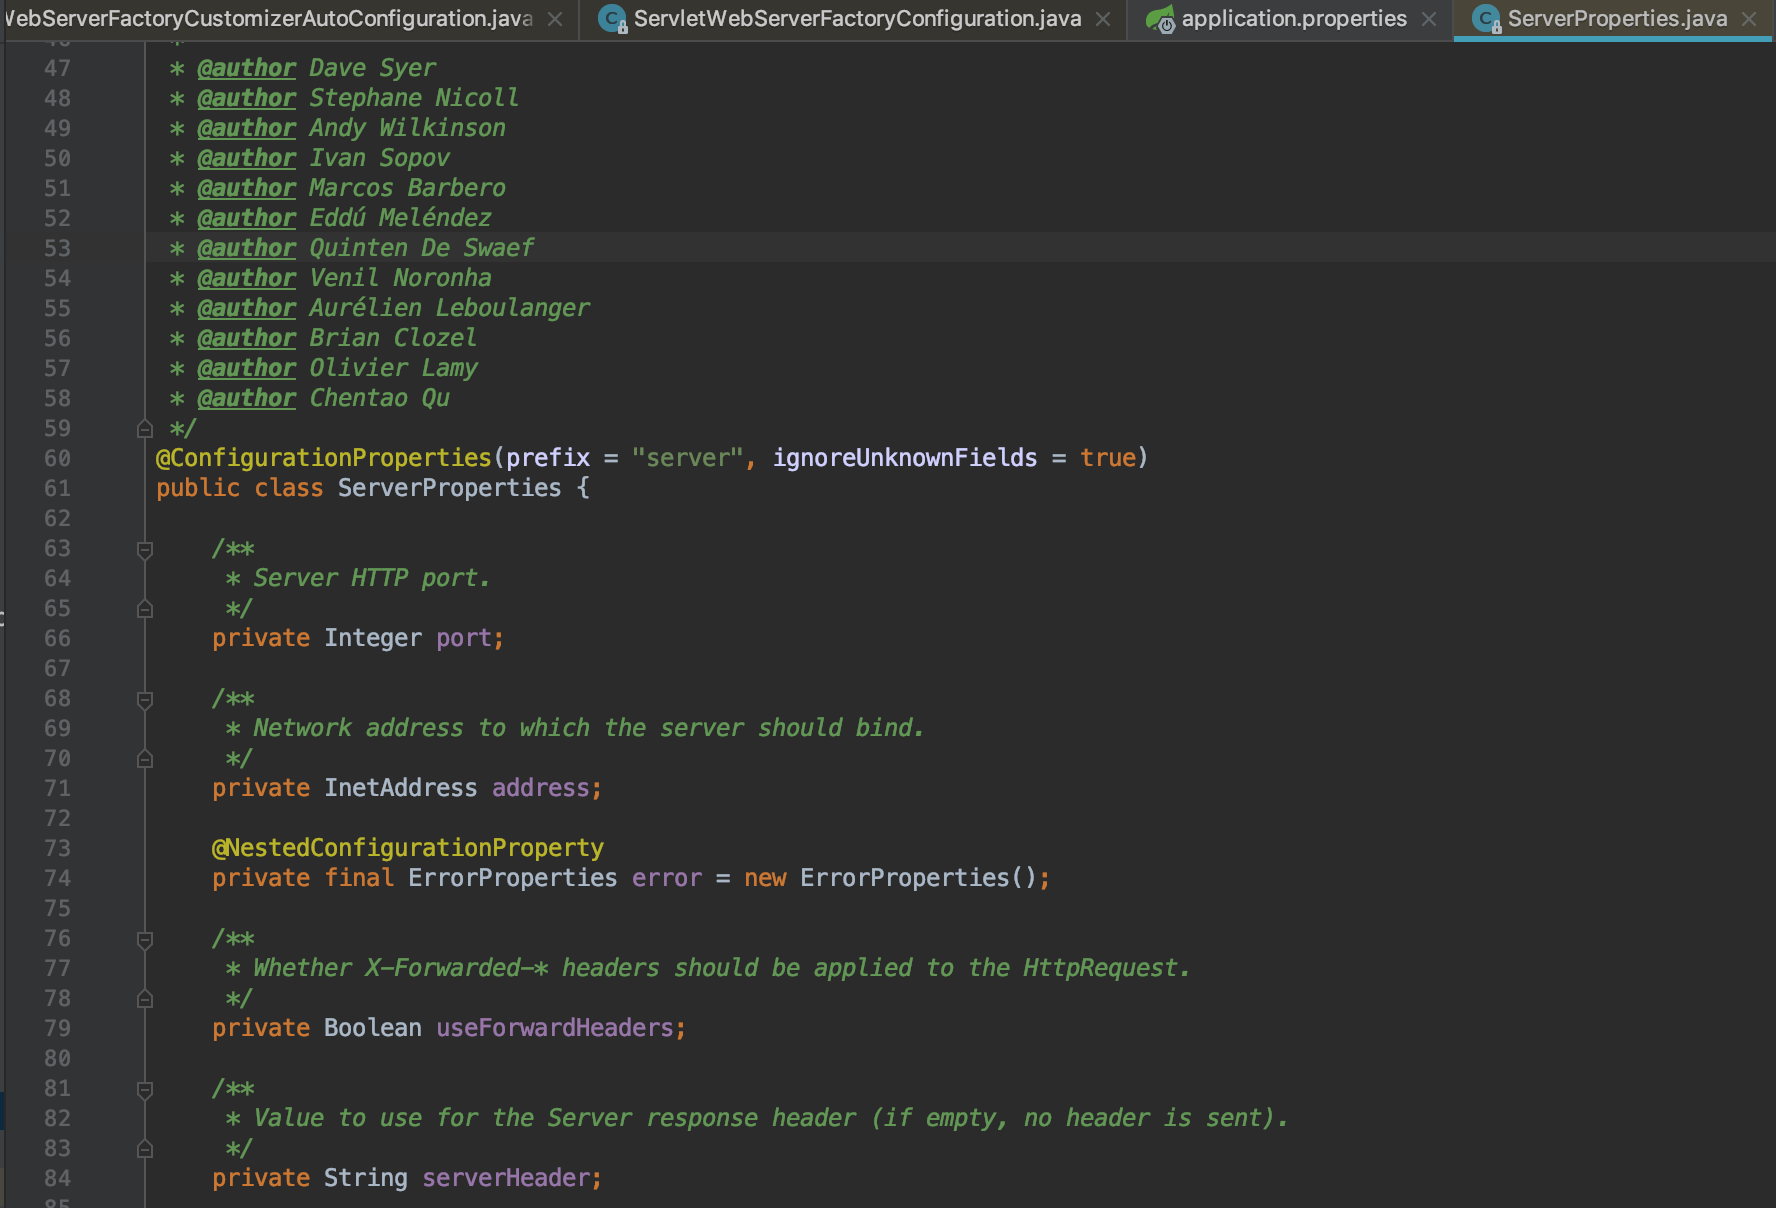 WebServerFactoryCustomizerAutoConfiguration.java
ServletWebServerFactoryConfiguration.java
application.properties
ServerProperties.java
47 * @author Dave Syer
48 * @author Stephane Nicoll
49 * @author Andy Wilkinson
50 * @author Ivan Sopov
51 * @author Marcos Barbero
52 * @author Eddú Meléndez
53 * @author Quinten De Swaef
54 * @author Venil Noronha
55 * @author Aurélien Leboulanger
56 * @author Brian Clozel
57 * @author Olivier Lamy
58 * @author Chentao Qu
59 */
60 @ConfigurationProperties(prefix = "server", ignoreUnknownFields = true)
61 public class ServerProperties {
62
63 /**
64 * Server HTTP port.
65 */
66 private Integer port;
67
68 /**
69 * Network address to which the server should bind.
70 */
71 private InetAddress address;
72
73 @NestedConfigurationProperty
74 private final ErrorProperties error = new ErrorProperties();
75
76 /**
77 * Whether X-Forwarded-* headers should be applied to the HttpRequest.
78 */
79 private Boolean useForwardHeaders;
80
81 /**
82 * Value to use for the Server response header (if empty, no header is sent).
83 */
84 private String serverHeader;
85